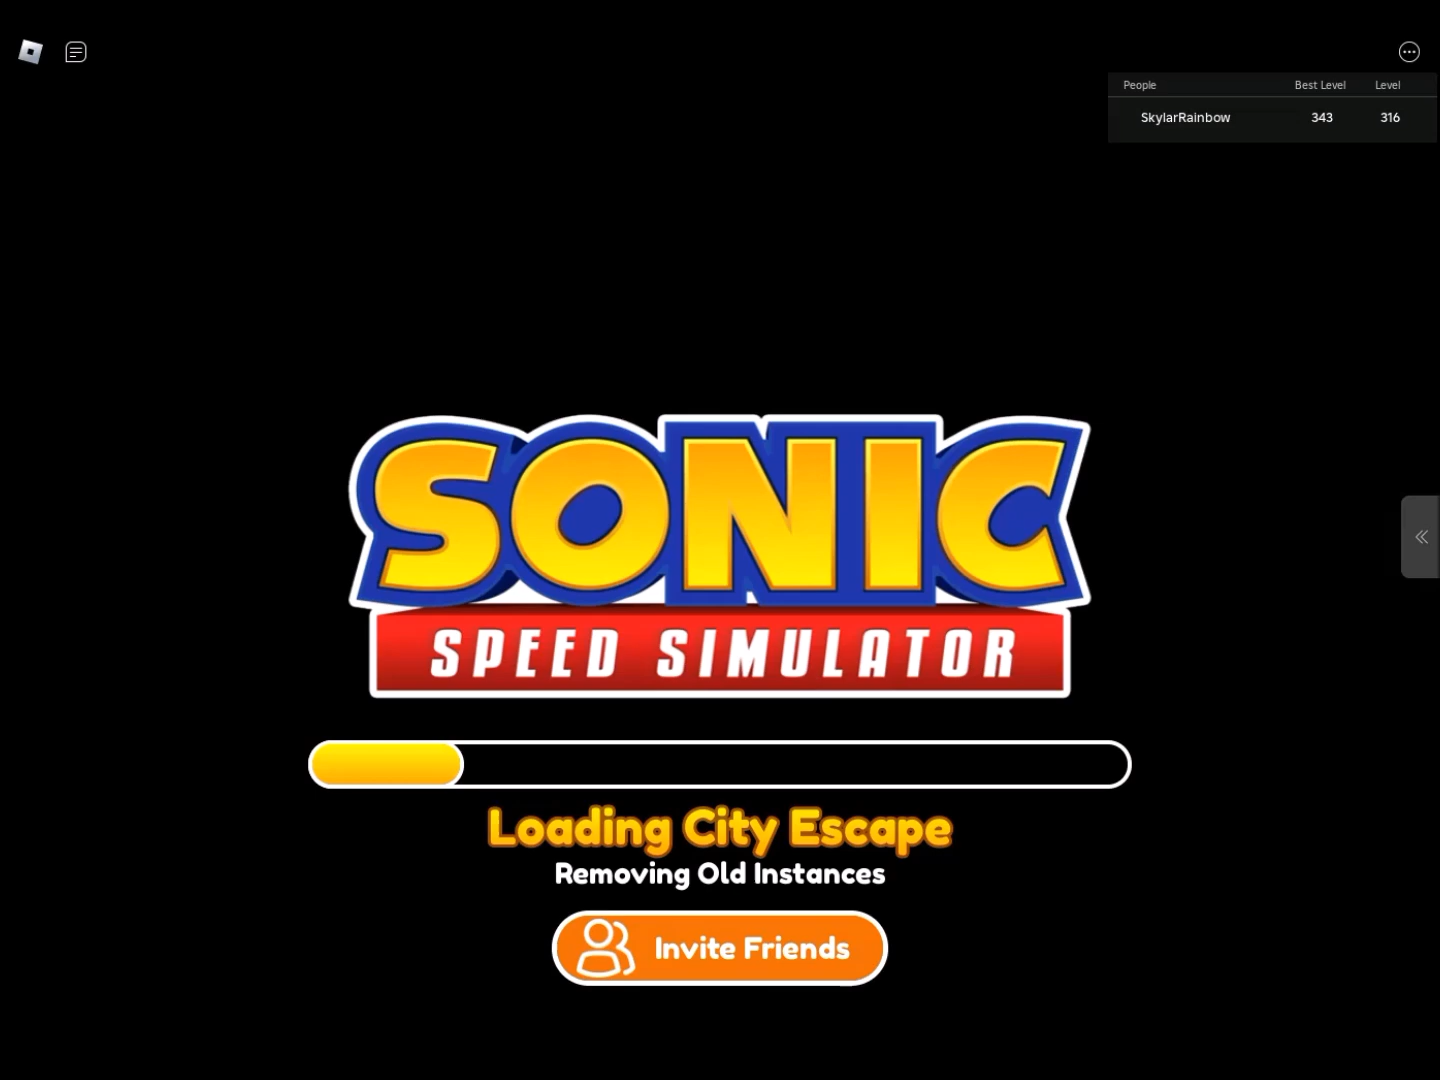 People Best Level Level
SkylarRainbow 343 316
SONIC
SPEED SIMULATOR
Loading City Escape
Removing Old Instances
Invite Friends